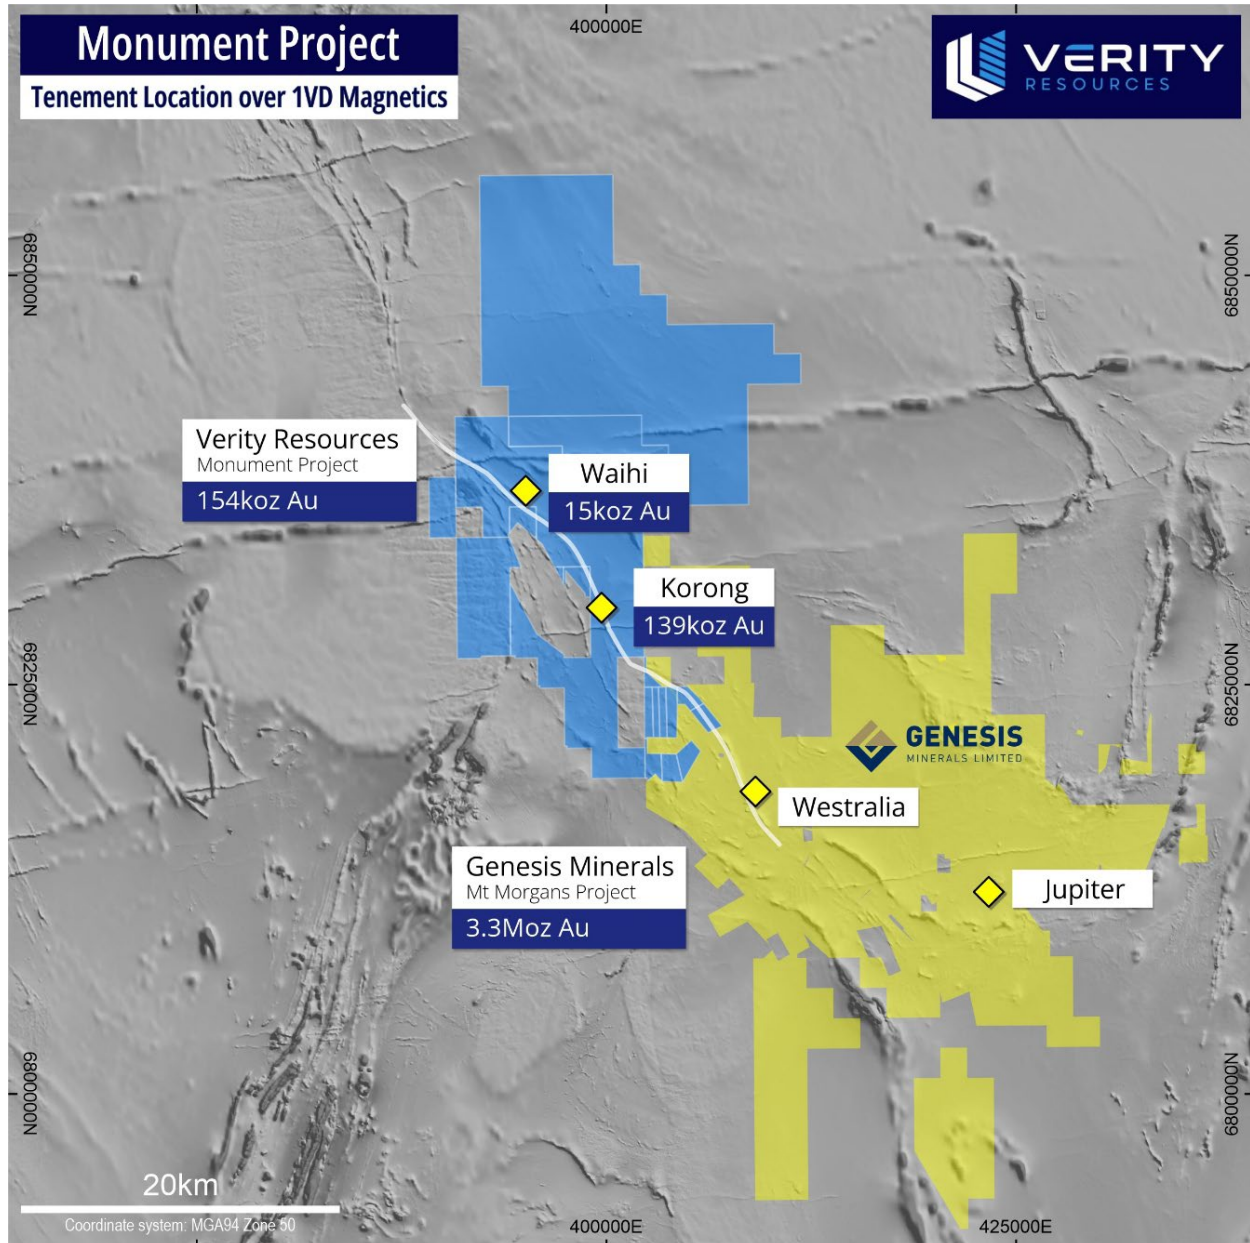 Monument Project
Tenement Location over 1VD Magnetics
400000E
VERITY
RESOURCES
6850000N
6850000N
Verity Resources
Monument Project
154koz Au
Waihi
15koz Au
Korong
139koz Au
6825000N
6825000N
GENESIS
MINERALS LIMITED
Westralia
Genesis Minerals
Mt Morgans Project
3.3Moz Au
Jupiter
6800000N
6800000N
20km
Coordinate system: MGA94 Zone 50
400000E
425000E